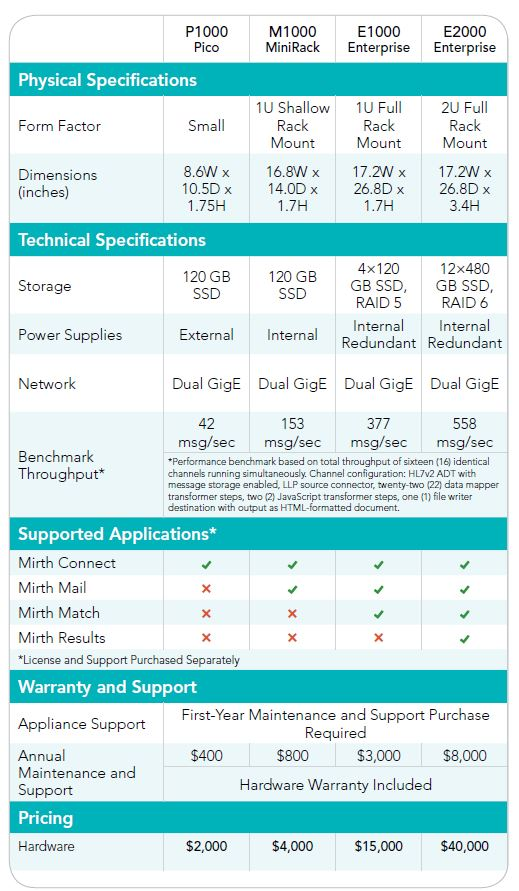 P1000 M1000 E1000 E2000
Pico MiniRack Enterprise Enterprise
Physical Specifications
Form Factor
Small
1U Shallow
Rack
Mount
1U Full
Rack
Mount
2U Full
Rack
Mount
Dimensions
(inches)
8.6W x
10.5D x
1.75H
16.8W x
14.0D x
1.7H
17.2W x
26.8D x
1.7H
17.2W x
26.8D x
3.4H
Technical Specifications
Storage
120 GB
SSD
120 GB
SSD
4×120
GB SSD,
RAID 5
12×480
GB SSD,
RAID 6
Power Supplies
External
Internal
Internal
Redundant
Internal
Redundant
Network
Dual GigE Dual GigE Dual GigE Dual GigE
Benchmark
Throughput*
42
msg/sec
153
msg/sec
377
msg/sec
558
msg/sec
*Performance benchmark based on total throughput of sixteen (16) identical
channels running simultaneously. Channel configuration: HL7v2 ADT with
message storage enabled, LLP source connector, twenty-two (22) data mapper
transformer steps, two (2) JavaScript transformer steps, one (1) file writer
destination with output as HTML-formatted document.
Supported Applications*
Mirth Connect ✓ ✓ ✓ ✓
Mirth Mail ✗ ✓ ✓ ✓
Mirth Match ✗ ✗ ✓ ✓
Mirth Results ✗ ✗ ✗ ✓
*License and Support Purchased Separately
Warranty and Support
Appliance Support
First-Year Maintenance and Support Purchase
Required
Annual
Maintenance and
Support
$400 $800 $3,000 $8,000
Hardware Warranty Included
Pricing
Hardware $2,000 $4,000 $15,000 $40,000